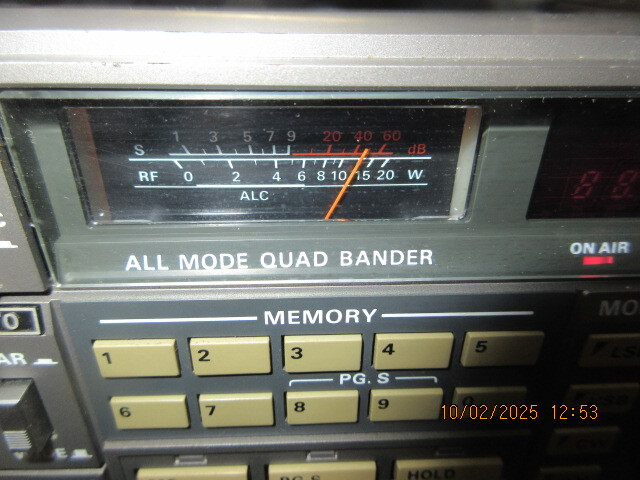 1 3 5 7 9 20 40 60
S dB
RF 0 2 4 6 8 10 15 20 W
ALC
ALL MODE QUAD BANDER
ON AIR
MEMORY
1 2 3 4 5
PG. S
6 7 8 9 0
10/02/2025 12:53
PG.S HOLD